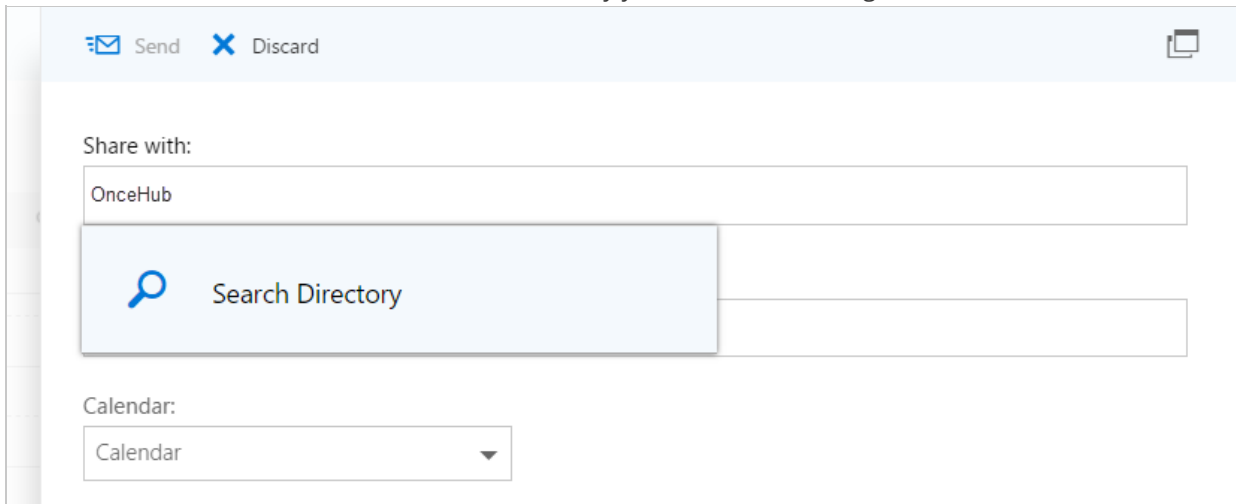 Send Discard
Share with:
OnceHub
Search Directory
Calendar:
Calendar